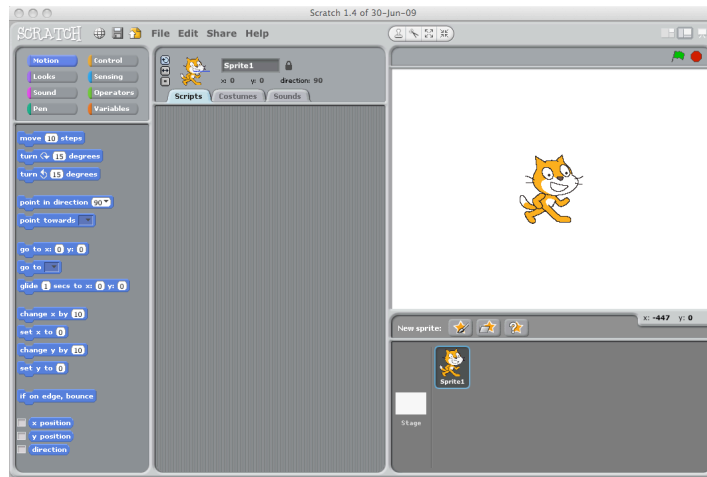 Scratch 1.4 of 30-Jun-09
SCRATCH File Edit Share Help
Motion Control
Looks Sensing
Sound Operators
Pen Variables
move 10 steps
turn 15 degrees
turn 15 degrees
point in direction 90
point towards
go to x: 0 y: 0
go to
glide 1 secs to x: 0 y: 0
change x by 10
set x to 0
change y by 10
set y to 0
if on edge, bounce
x position
y position
direction
Sprite1
x: 0 y: 0 direction: 90
Scripts Costumes Sounds
x: -447 y: 0
New sprite:
Sprite1
Stage